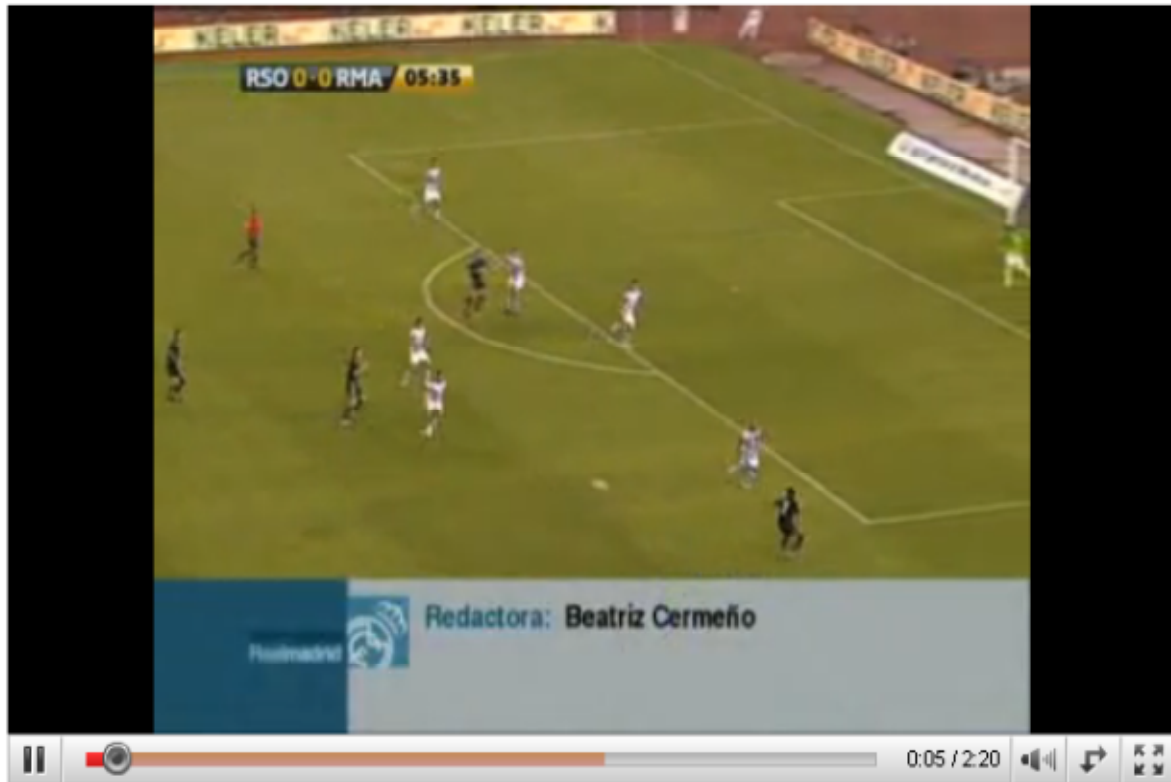 KELER KELER KELER
RSO 0-0 RMA 05:35
Redactora: Beatriz Cermeño
Realmadrid
0:05 / 2:20